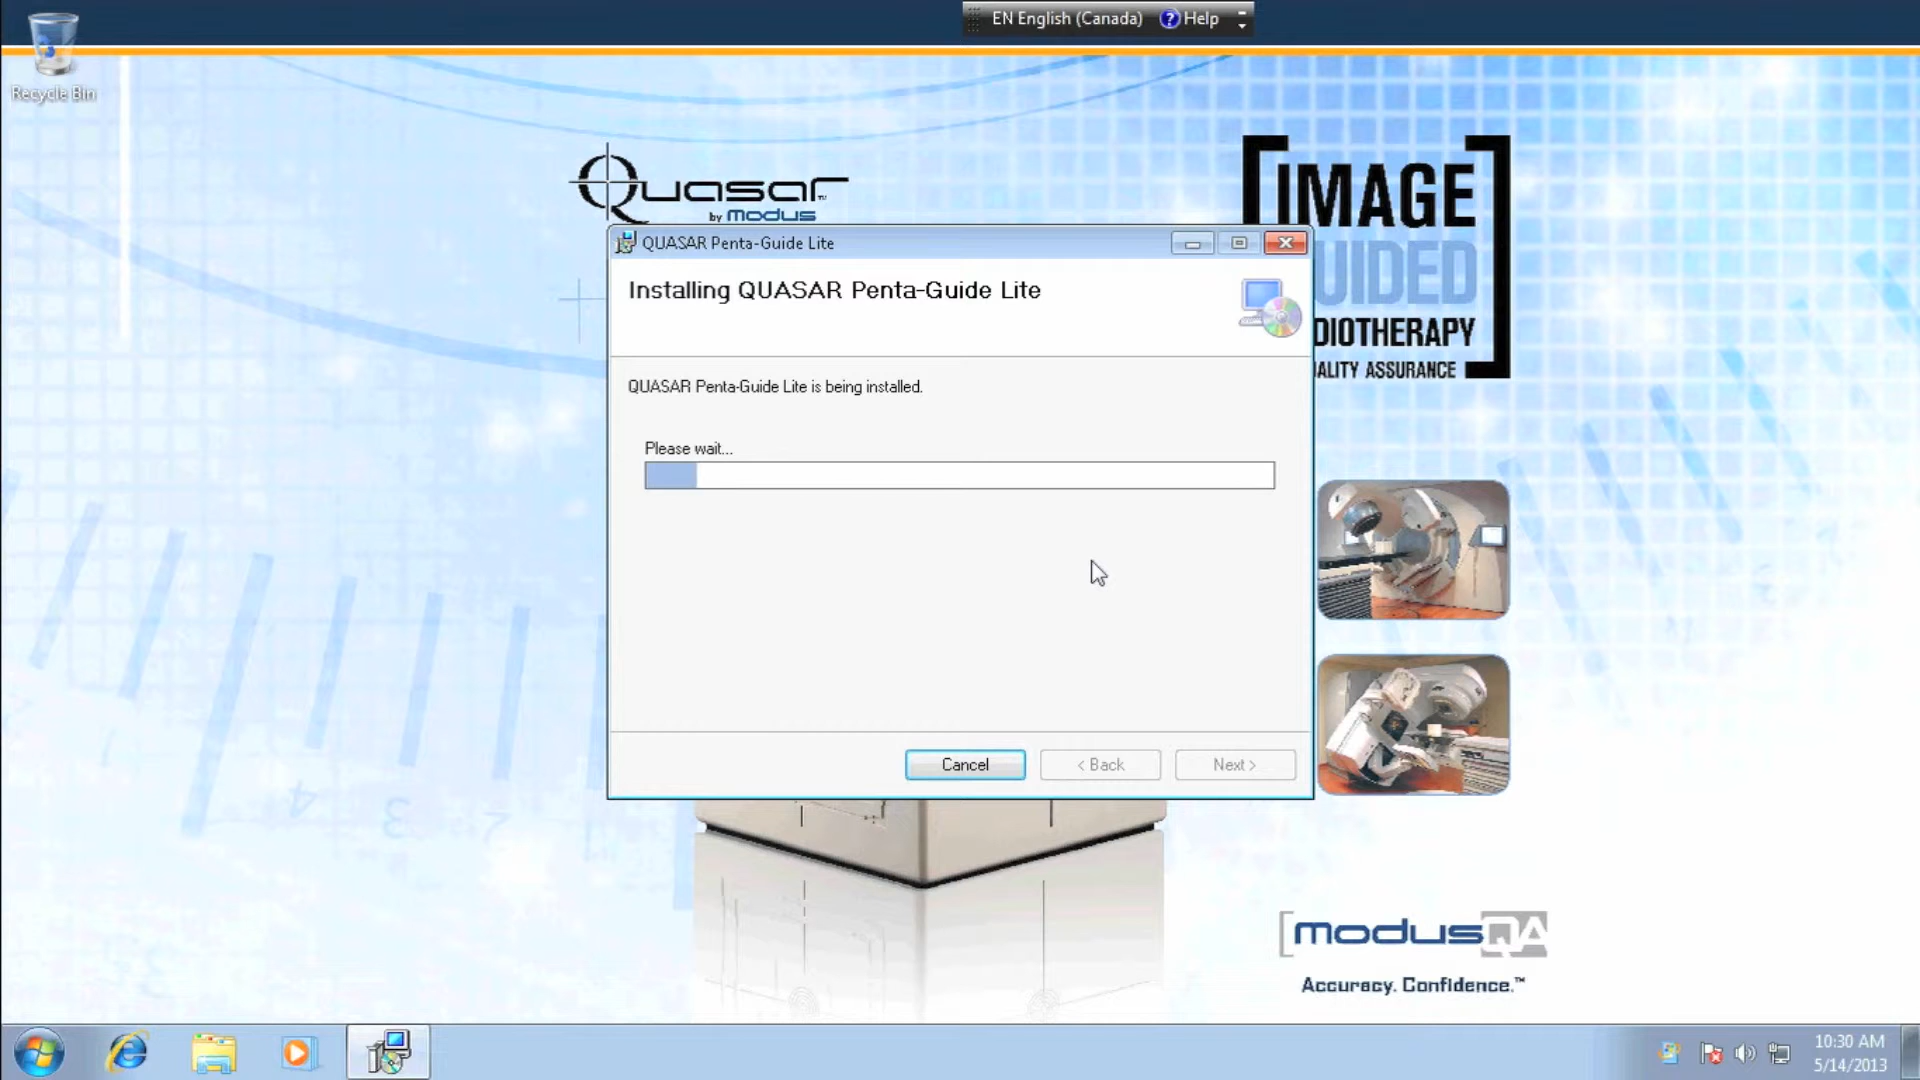 EN English (Canada) Help
Recycle Bin
Quasar
by Modus
IMAGE
UIDED
DIOTHERAPY
ALITY ASSURANCE
QUASAR Penta-Guide Lite
Installing QUASAR Penta-Guide Lite
QUASAR Penta-Guide Lite is being installed.
Please wait...
Cancel
< Back
Next >
modus QA
Accuracy. Confidence.™
10:30 AM
5/14/2013